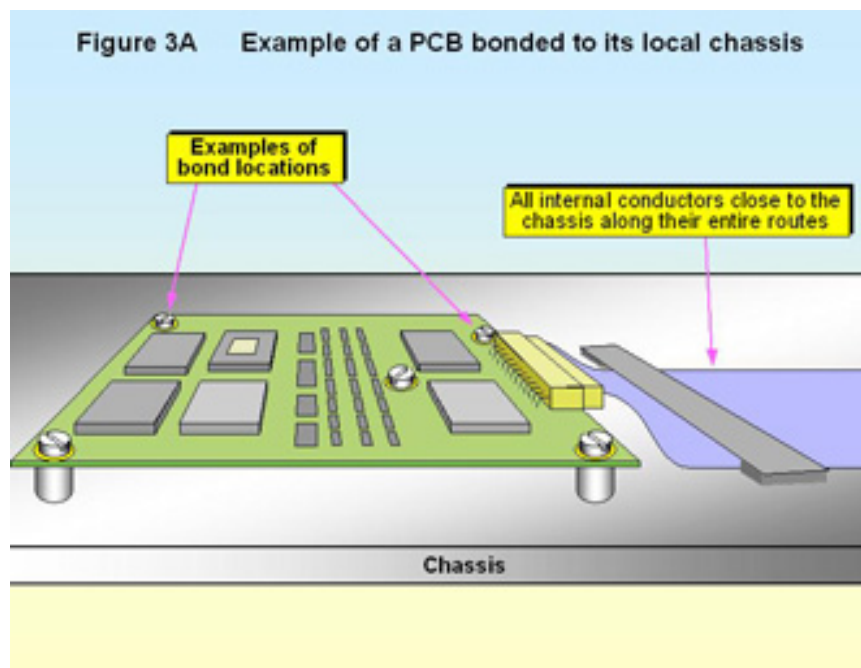 Figure 3A Example of a PCB bonded to its local chassis
Examples of
bond locations
All internal conductors close to the
chassis along their entire routes
Chassis